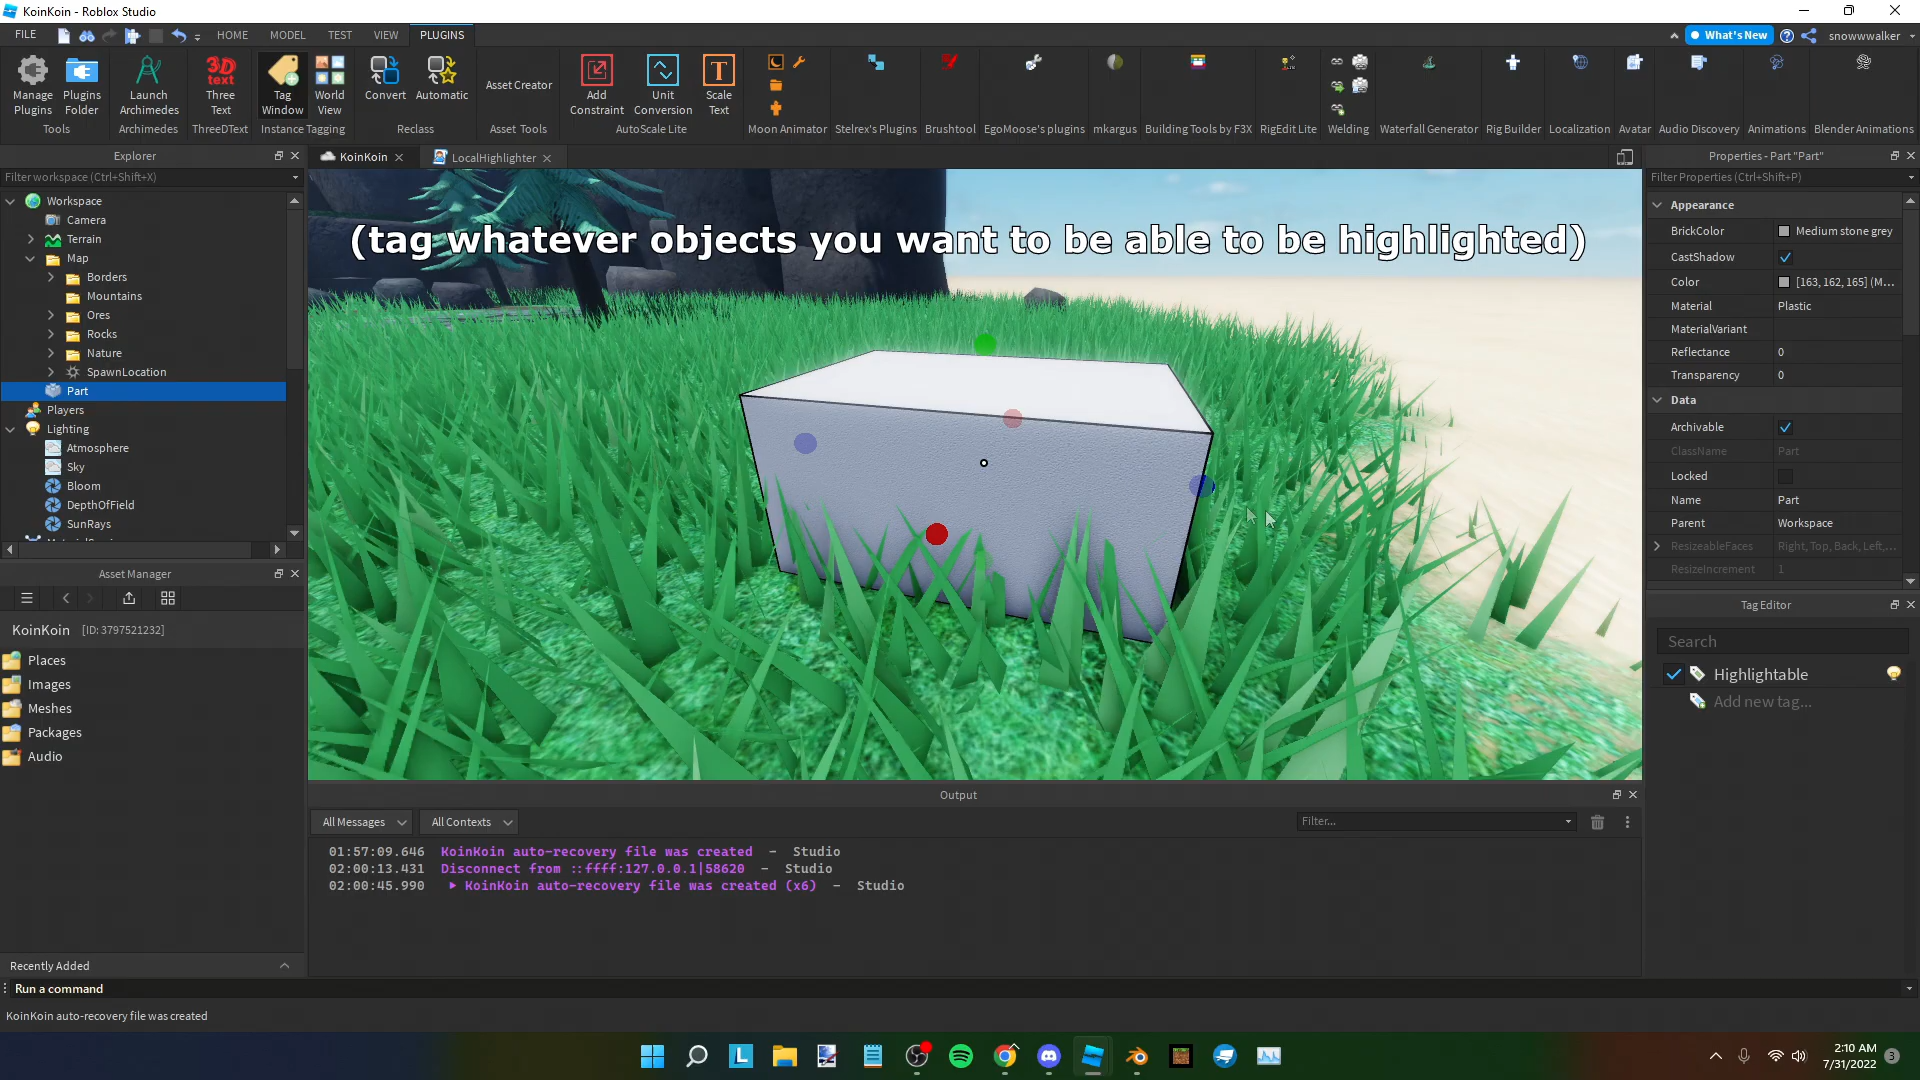 KoinKoin - Roblox Studio
FILE HOME MODEL TEST VIEW PLUGINS What's New snowwwalker
Manage Plugins
Plugins Folder
Tools
Launch Archimedes
Archimedes
3D text
Three Text
ThreeDText
Tag Window
World View
Instance Tagging
Convert
Automatic
Reclass
Asset Creator
Asset Tools
Add Constraint
Unit Conversion
Scale Text
AutoScale Lite
Moon Animator
Stelrex's Plugins
Brushtool
EgoMoose's plugins
mkargus
Building Tools by F3X
RigEdit Lite
Welding
Waterfall Generator
Rig Builder
Localization
Avatar
Audio Discovery
Animations
Blender Animations
Explorer
Filter workspace (Ctrl+Shift+X)
Workspace
Camera
Terrain
Map
Borders
Mountains
Ores
Rocks
Nature
SpawnLocation
Part
Players
Lighting
Atmosphere
Sky
Bloom
DepthOfField
SunRays
Asset Manager
KoinKoin [ID: 3797521232]
Places
Images
Meshes
Packages
Audio
Recently Added
KoinKoin
LocalHighlighter
(tag whatever objects you want to be able to be highlighted)
Output
All Messages
All Contexts
Filter...
01:57:09.646 KoinKoin auto-recovery file was created - Studio
02:00:13.431 Disconnect from ::ffff:127.0.0.1|58620 - Studio
02:00:45.990 KoinKoin auto-recovery file was created (x6) - Studio
Properties - Part "Part"
Filter Properties (Ctrl+Shift+P)
Appearance
BrickColor Medium stone grey
CastShadow
Color [163, 162, 165] (M...
Material Plastic
MaterialVariant
Reflectance 0
Transparency 0
Data
Archivable
ClassName Part
Locked
Name Part
Parent Workspace
ResizeableFaces Right, Top, Back, Left,...
ResizeIncrement 1
Tag Editor
Search
Highlightable
Add new tag...
Run a command
KoinKoin auto-recovery file was created
2:10 AM
7/31/2022
3